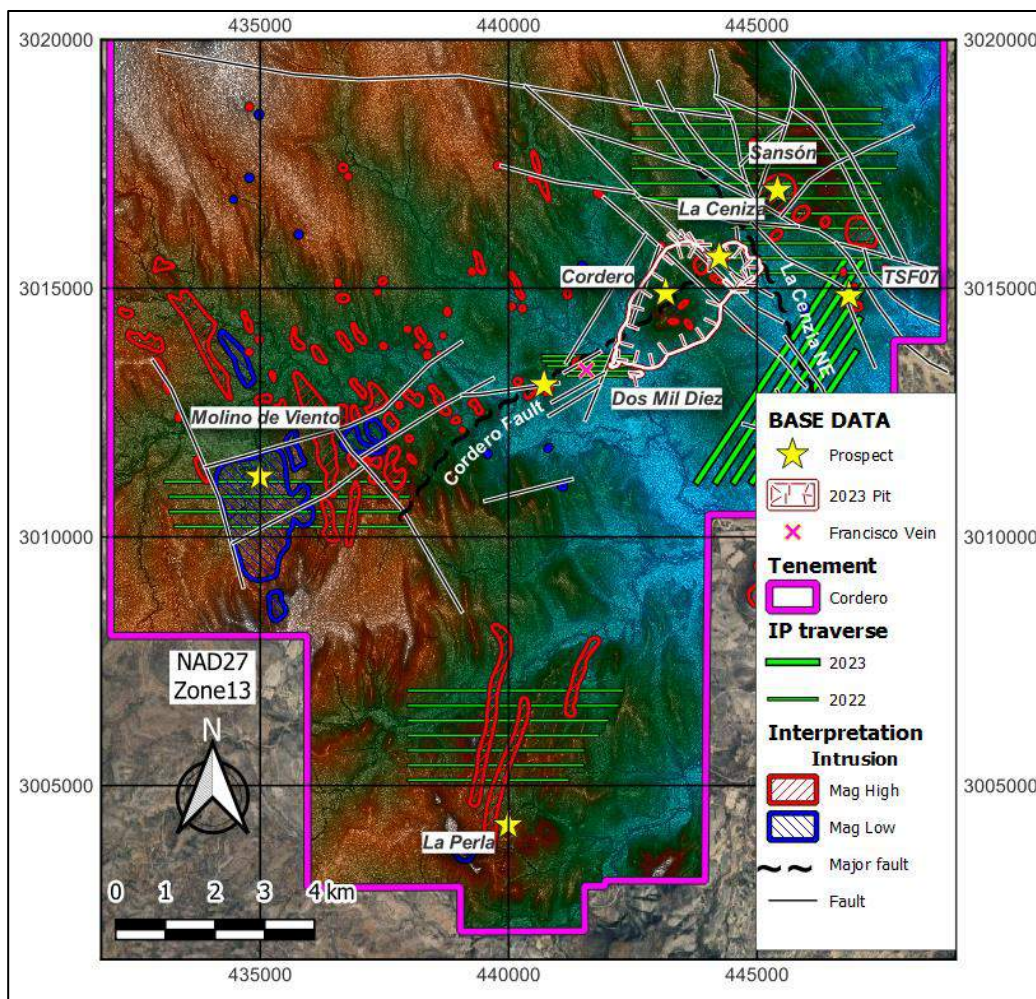 435000
440000
445000
3020000
3020000
Sansón
La Ceniza
Cordero
TSF07
3015000
3015000
La Cenzia NE
Dos Mil Diez
Molino de Viento
Cordero Fault
3010000
3010000
NAD27
Zone13
N
3005000
3005000
La Perla
0 1 2 3 4 km
435000
440000
445000
BASE DATA
Prospect
2023 Pit
Francisco Vein
Tenement
Cordero
IP traverse
2023
2022
Interpretation
Intrusion
Mag High
Mag Low
Major fault
Fault